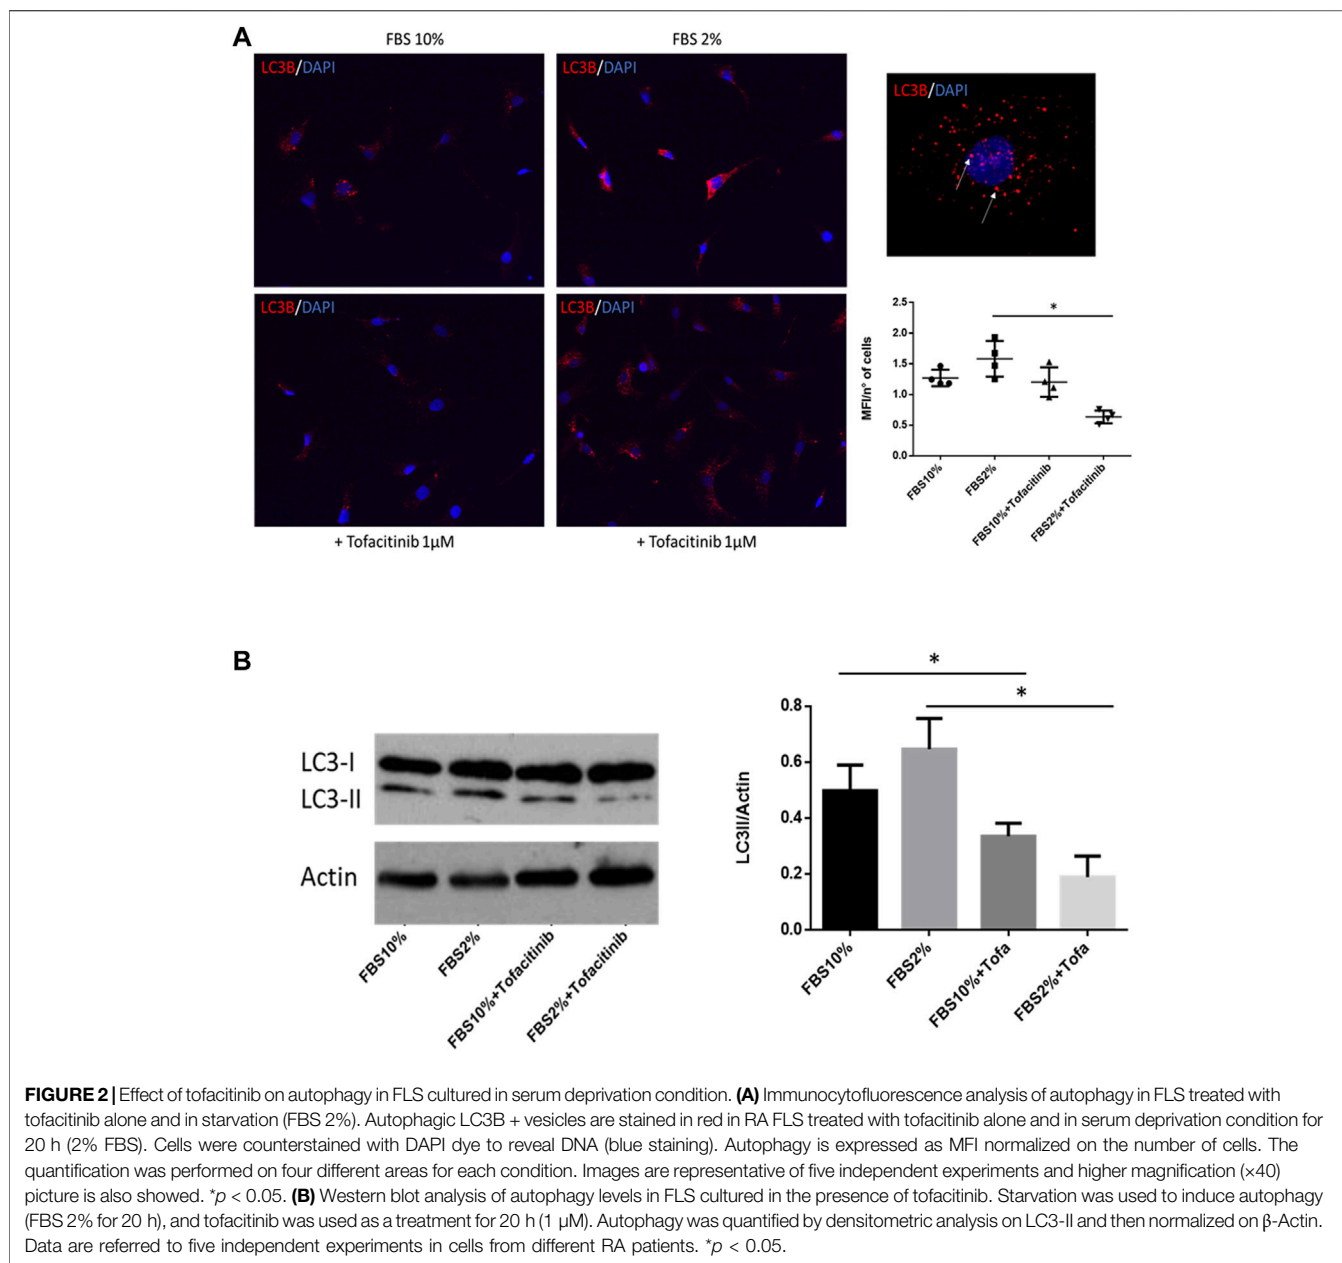 A
FBS 10%
FBS 2%
LC3B/DAPI
LC3B/DAPI
LC3B/DAPI
LC3B/DAPI
LC3B/DAPI
+ Tofacitinib 1µM
+ Tofacitinib 1µM
MFI/n° of cells
2.5
2.0
1.5
1.0
0.5
0.0
*
FBS10%
FBS2%
FBS10%+Tofacitinib
FBS2%+Tofacitinib
B
LC3-I
LC3-II
Actin
FBS10%
FBS2%
FBS10%+Tofacitinib
FBS2%+Tofacitinib
*
*
LC3II/Actin
0.8
0.6
0.4
0.2
0.0
FBS10%
FBS2%
FBS10%+Tofa
FBS2%+Tofa
FIGURE 2 | Effect of tofacitinib on autophagy in FLS cultured in serum deprivation condition. (A) Immunocytofluorescence analysis of autophagy in FLS treated with
tofacitinib alone and in starvation (FBS 2%). Autophagic LC3B + vesicles are stained in red in RA FLS treated with tofacitinib alone and in serum deprivation condition for
20 h (2% FBS). Cells were counterstained with DAPI dye to reveal DNA (blue staining). Autophagy is expressed as MFI normalized on the number of cells. The
quantification was performed on four different areas for each condition. Images are representative of five independent experiments and higher magnification (×40)
picture is also showed. *p < 0.05. (B) Western blot analysis of autophagy levels in FLS cultured in the presence of tofacitinib. Starvation was used to induce autophagy
(FBS 2% for 20 h), and tofacitinib was used as a treatment for 20 h (1 μM). Autophagy was quantified by densitometric analysis on LC3-II and then normalized on β-Actin.
Data are referred to five independent experiments in cells from different RA patients. *p < 0.05.